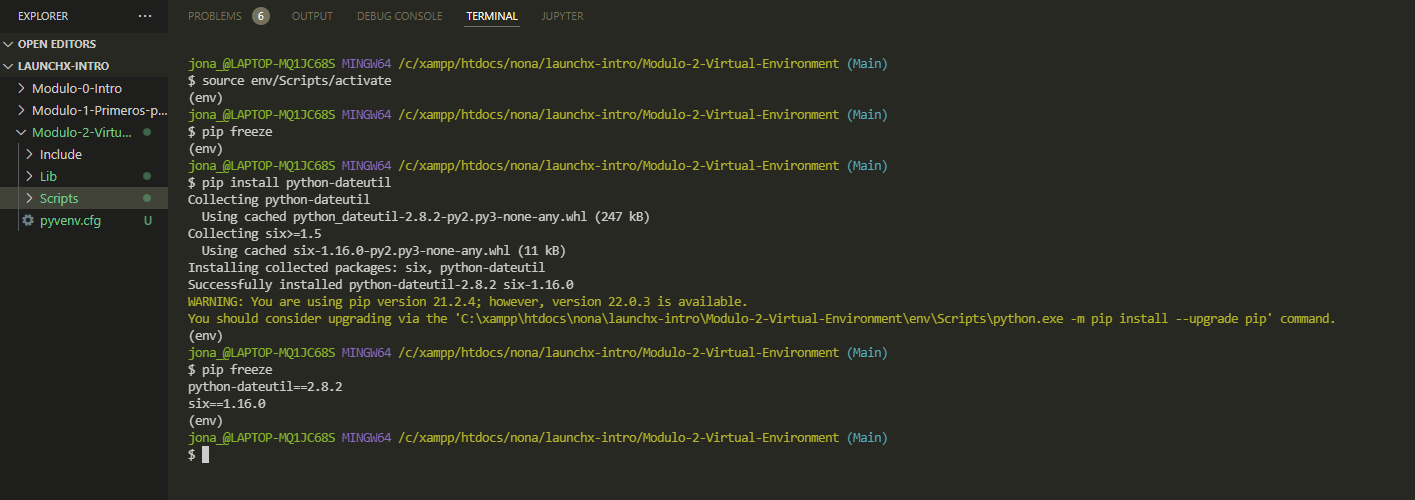 EXPLORER ...
OPEN EDITORS
LAUNCHX-INTRO
Modulo-0-Intro
Modulo-1-Primeros-p...
Modulo-2-Virtu...
Include
Lib
Scripts
pyvenv.cfg U
PROBLEMS 6 OUTPUT DEBUG CONSOLE TERMINAL JUPYTER
jona_@LAPTOP-MQ1JC68S MINGW64 /c/xampp/htdocs/nona/launchx-intro/Modulo-2-Virtual-Environment (Main)
$ source env/Scripts/activate
(env)
jona_@LAPTOP-MQ1JC68S MINGW64 /c/xampp/htdocs/nona/launchx-intro/Modulo-2-Virtual-Environment (Main)
$ pip freeze
(env)
jona_@LAPTOP-MQ1JC68S MINGW64 /c/xampp/htdocs/nona/launchx-intro/Modulo-2-Virtual-Environment (Main)
$ pip install python-dateutil
Collecting python-dateutil
  Using cached python_dateutil-2.8.2-py2.py3-none-any.whl (247 kB)
Collecting six>=1.5
  Using cached six-1.16.0-py2.py3-none-any.whl (11 kB)
Installing collected packages: six, python-dateutil
Successfully installed python-dateutil-2.8.2 six-1.16.0
WARNING: You are using pip version 21.2.4; however, version 22.0.3 is available.
You should consider upgrading via the 'C:\xampp\htdocs\nona\launchx-intro\Modulo-2-Virtual-Environment\env\Scripts\python.exe -m pip install --upgrade pip' command.
(env)
jona_@LAPTOP-MQ1JC68S MINGW64 /c/xampp/htdocs/nona/launchx-intro/Modulo-2-Virtual-Environment (Main)
$ pip freeze
python-dateutil==2.8.2
six==1.16.0
(env)
jona_@LAPTOP-MQ1JC68S MINGW64 /c/xampp/htdocs/nona/launchx-intro/Modulo-2-Virtual-Environment (Main)
$